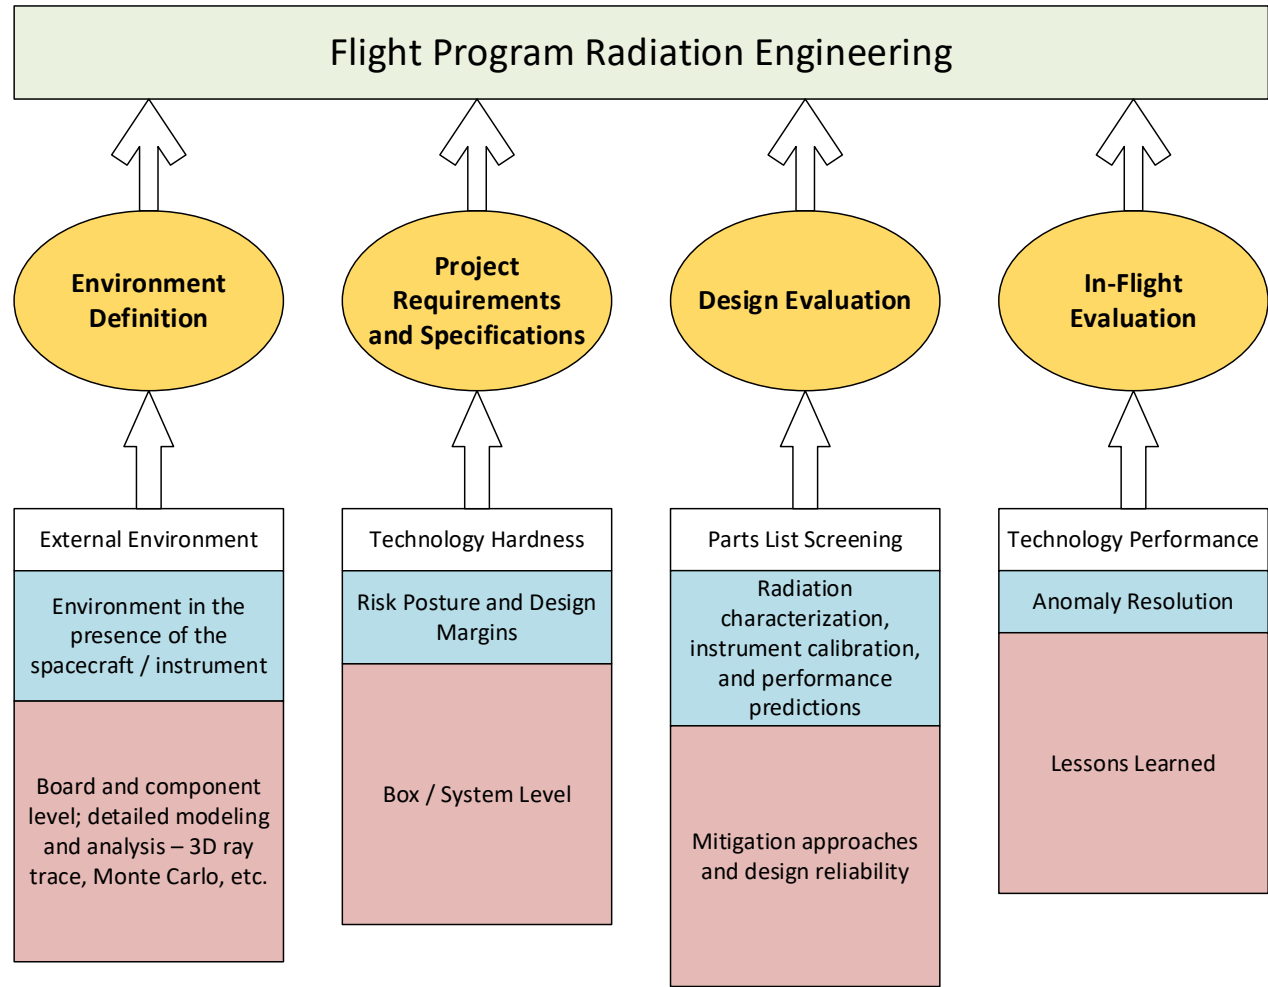 Flight Program Radiation Engineering
Environment
Definition
Project
Requirements
and Specifications
Design Evaluation
In-Flight
Evaluation
External Environment
Environment in the
presence of the
spacecraft / instrument
Board and component
level; detailed modeling
and analysis – 3D ray
trace, Monte Carlo, etc.
Technology Hardness
Risk Posture and Design
Margins
Box / System Level
Parts List Screening
Radiation
characterization,
instrument calibration,
and performance
predictions
Mitigation approaches
and design reliability
Technology Performance
Anomaly Resolution
Lessons Learned